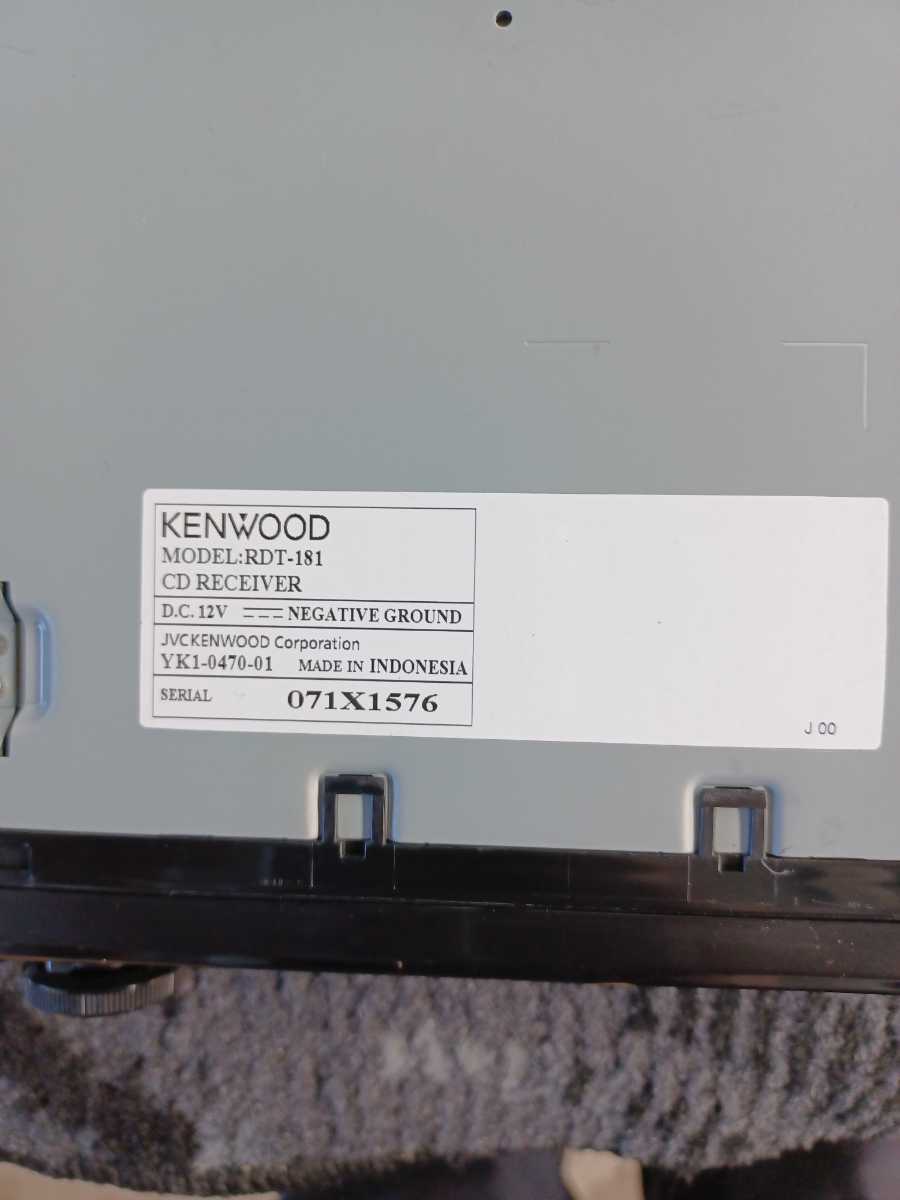 KENWOOD
MODEL:RDT-181
CD RECEIVER
D.C. 12V ⎓ NEGATIVE GROUND
JVCKENWOOD Corporation
YK1-0470-01 MADE IN INDONESIA
SERIAL 071X1576
J 00